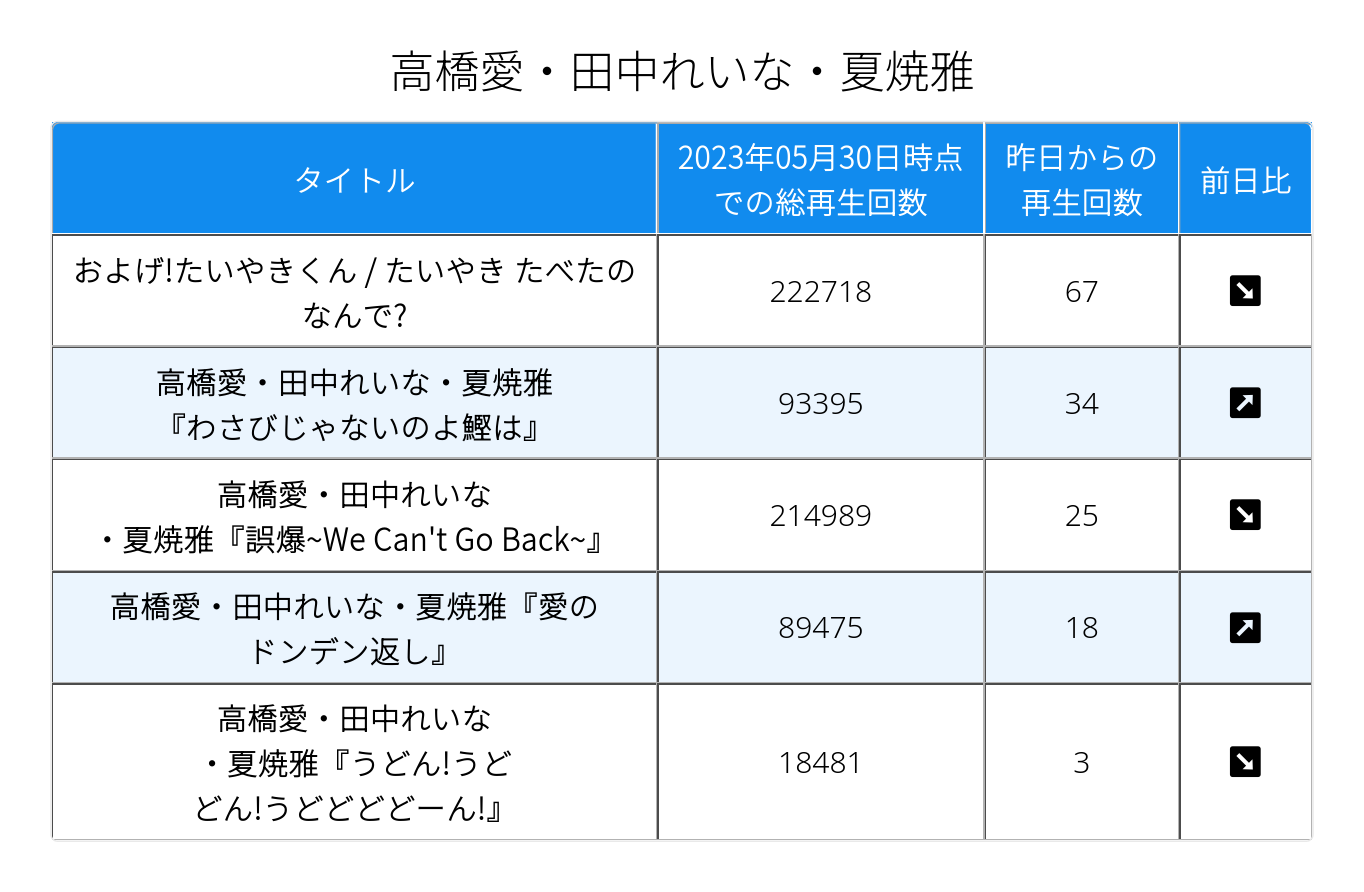 高橋愛・田中れいな・夏焼雅
タイトル
2023年05月30日時点
での総再生回数
昨日からの
再生回数
前日比
およげ!たいやきくん / たいやき たべたの
なんで?
222718
67
高橋愛・田中れいな・夏焼雅
『わさびじゃないのよ鰹は』
93395
34
高橋愛・田中れいな
・夏焼雅『誤爆~We Can't Go Back~』
214989
25
高橋愛・田中れいな・夏焼雅『愛の
ドンデン返し』
89475
18
高橋愛・田中れいな
・夏焼雅『うどん!うど
どん!うどどどどーん!』
18481
3